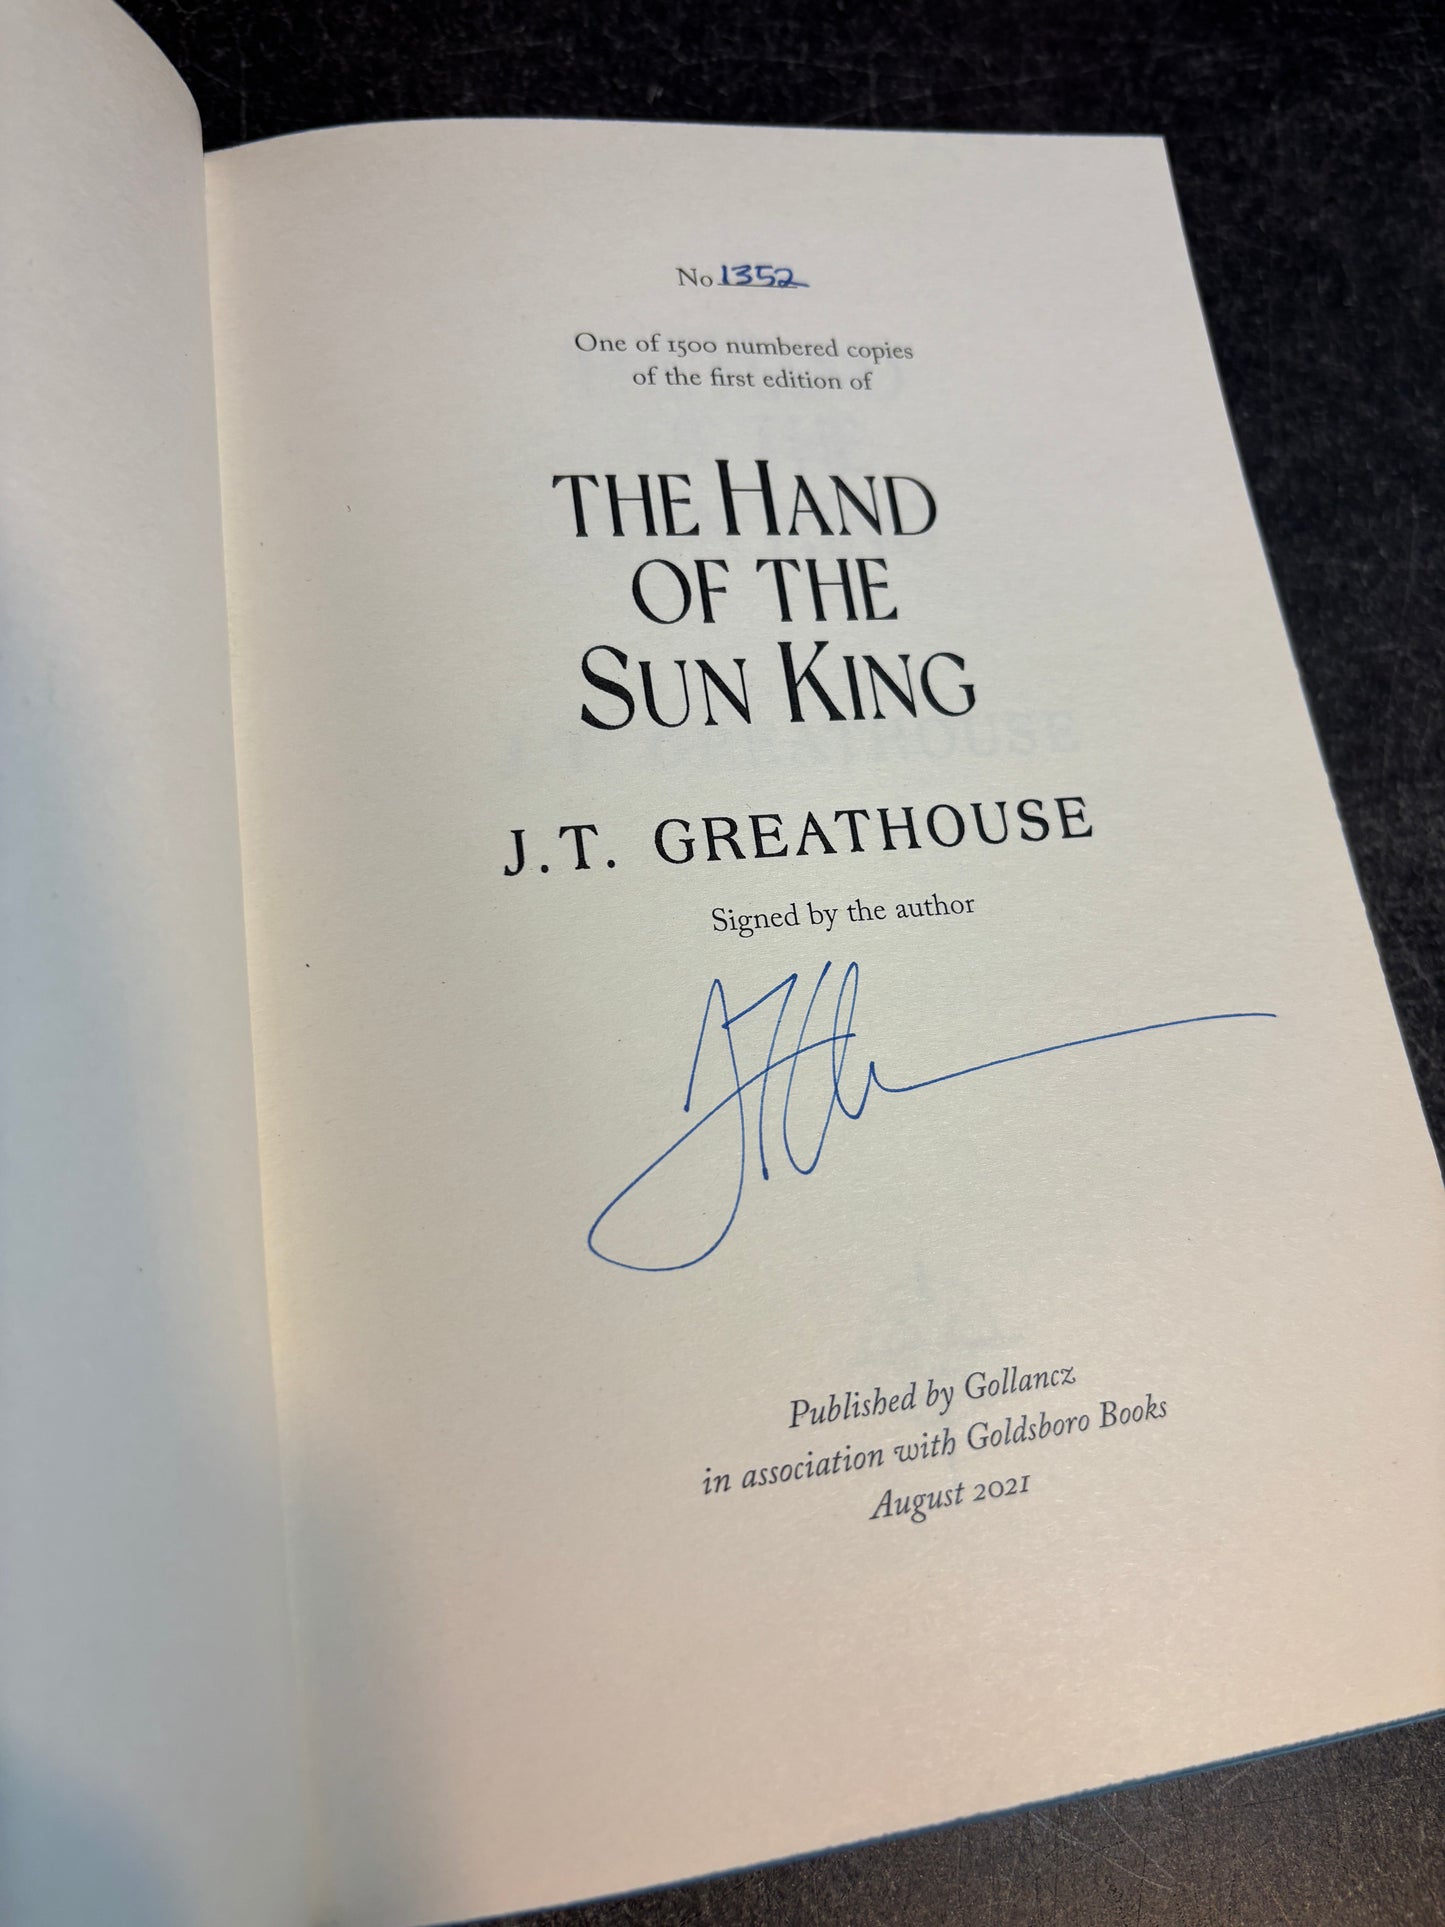 No 1352
One of 1500 numbered copies
of the first edition of
THE HAND
OF THE
SUN KING
J.T. GREATHOUSE
Signed by the author
Published by Gollancz
in association with Goldsboro Books
August 2021